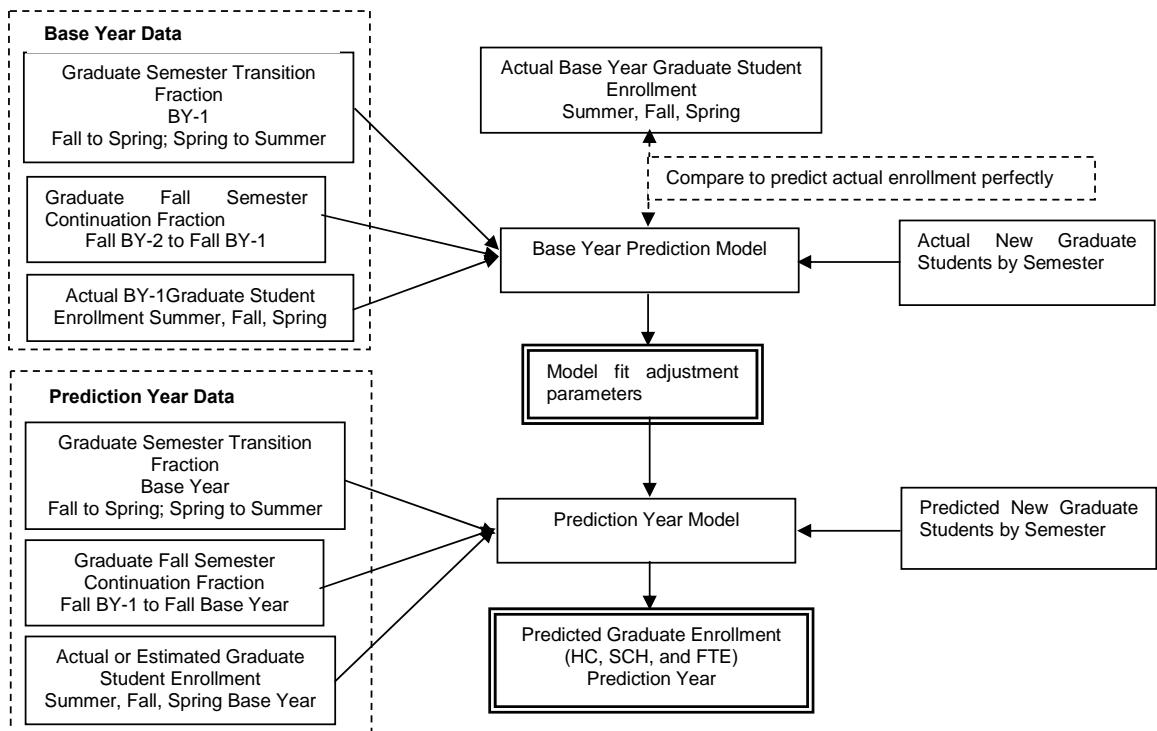 Base Year Data
Graduate Semester Transition
Fraction
BY-1
Fall to Spring; Spring to Summer
Graduate Fall Semester
Continuation Fraction
Fall BY-2 to Fall BY-1
Actual BY-1Graduate Student
Enrollment Summer, Fall, Spring
Actual Base Year Graduate Student
Enrollment
Summer, Fall, Spring
Compare to predict actual enrollment perfectly
Base Year Prediction Model
Actual New Graduate
Students by Semester
Model fit adjustment
parameters
Prediction Year Data
Graduate Semester Transition
Fraction
Base Year
Fall to Spring; Spring to Summer
Graduate Fall Semester
Continuation Fraction
Fall BY-1 to Fall Base Year
Actual or Estimated Graduate
Student Enrollment
Summer, Fall, Spring Base Year
Prediction Year Model
Predicted New Graduate
Students by Semester
Predicted Graduate Enrollment
(HC, SCH, and FTE)
Prediction Year